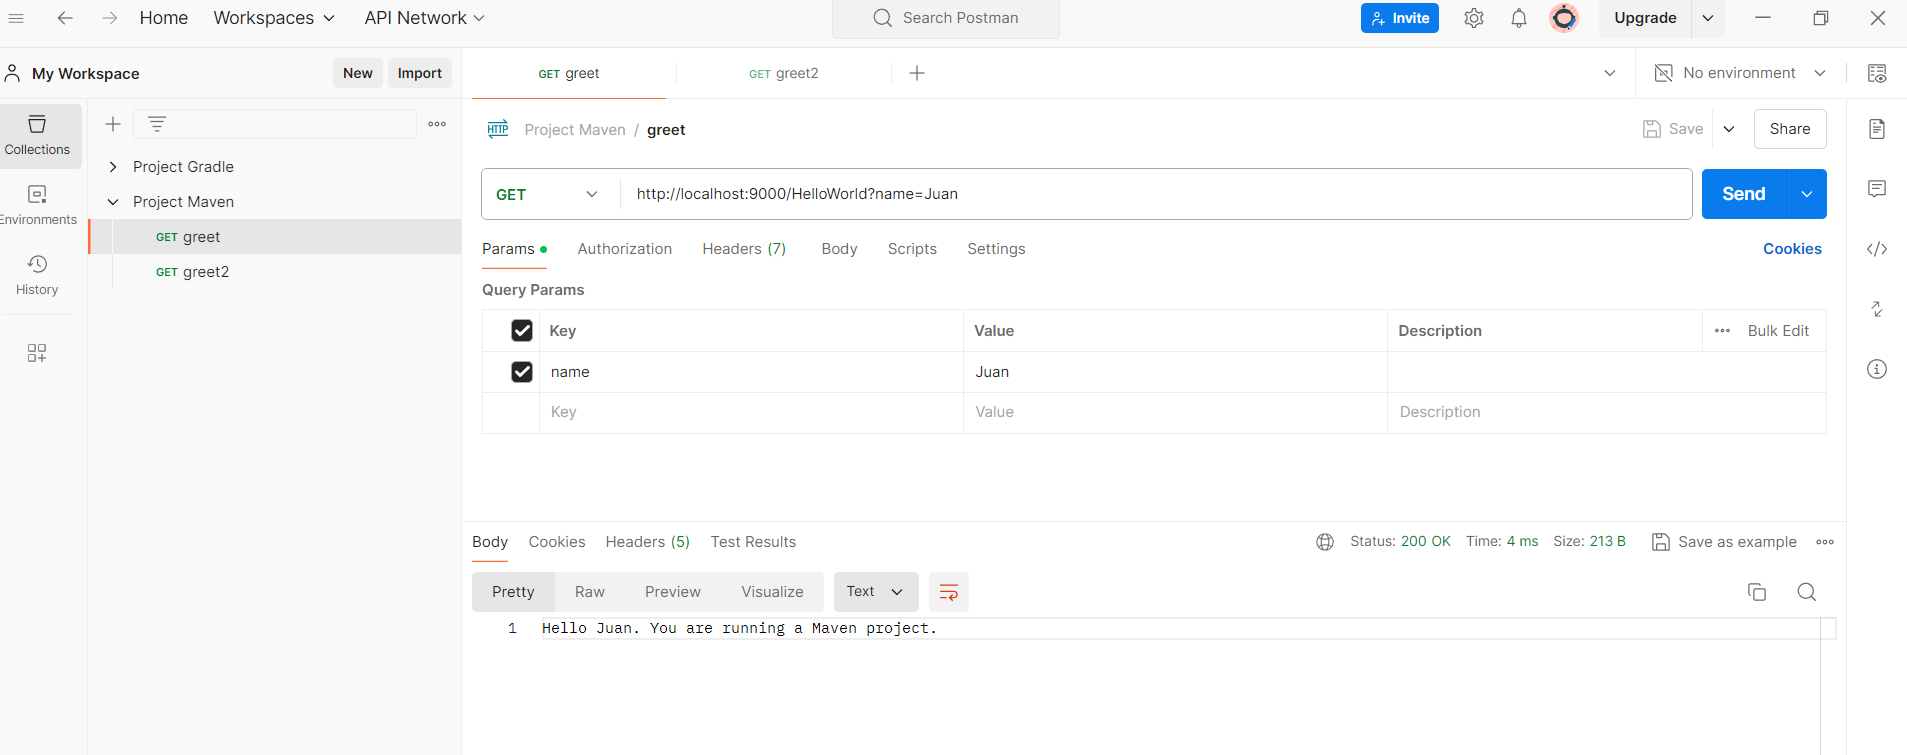 Home Workspaces API Network Search Postman Invite Upgrade
My Workspace New Import GET greet GET greet2 No environment
Collections
Environments
History
Project Gradle
Project Maven
GET greet
GET greet2
HTTP Project Maven / greet Save Share
GET http://localhost:9000/HelloWorld?name=Juan Send
Params Authorization Headers (7) Body Scripts Settings Cookies
Query Params
Key Value Description Bulk Edit
name Juan
Key Value Description
Body Cookies Headers (5) Test Results Status: 200 OK Time: 4 ms Size: 213 B Save as example
Pretty Raw Preview Visualize Text
1 Hello Juan. You are running a Maven project.